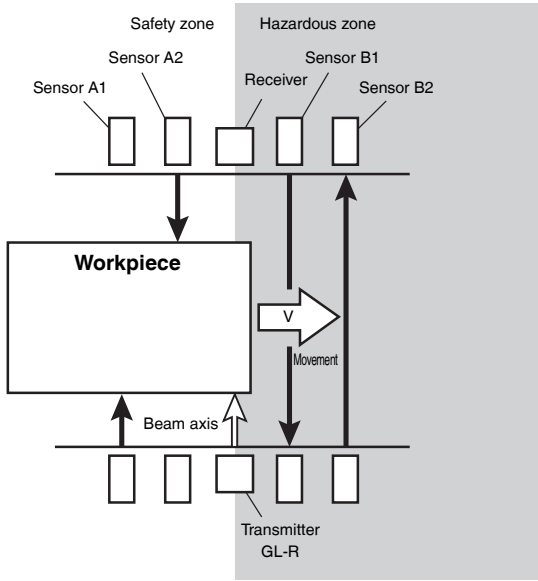 Safety zone
Hazardous zone
Sensor A2
Sensor B1
Sensor A1
Receiver
Sensor B2
Workpiece
V
Movement
Beam axis
Transmitter
GL-R